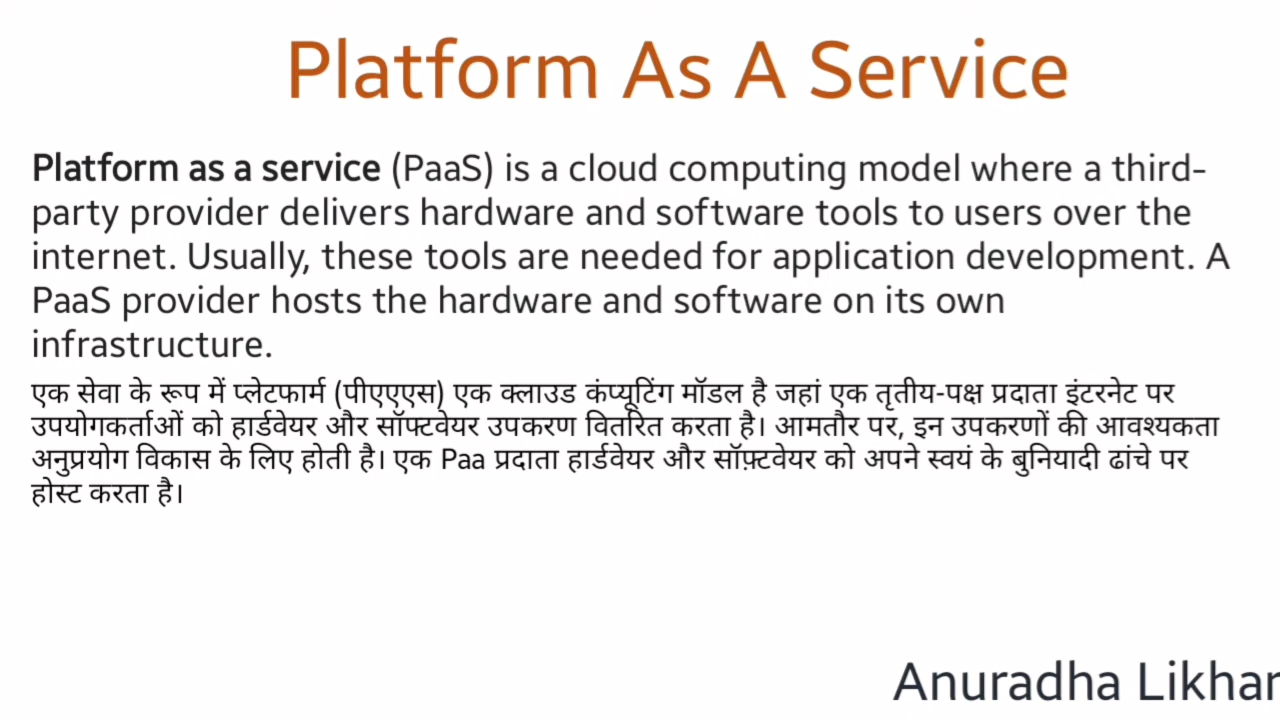 Platform As A Service
Platform as a service (PaaS) is a cloud computing model where a third-
party provider delivers hardware and software tools to users over the
internet. Usually, these tools are needed for application development. A
PaaS provider hosts the hardware and software on its own
infrastructure.
एक सेवा के रूप में प्लेटफार्म (पीएएएस) एक क्लाउड कंप्यूटिंग मॉडल है जहां एक तृतीय-पक्ष प्रदाता इंटरनेट पर
उपयोगकर्ताओं को हार्डवेयर और सॉफ्टवेयर उपकरण वितरित करता है। आमतौर पर, इन उपकरणों की आवश्यकता
अनुप्रयोग विकास के लिए होती है। एक Paa प्रदाता हार्डवेयर और सॉफ़्टवेयर को अपने स्वयं के बुनियादी ढांचे पर
होस्ट करता है।
Anuradha Likhar